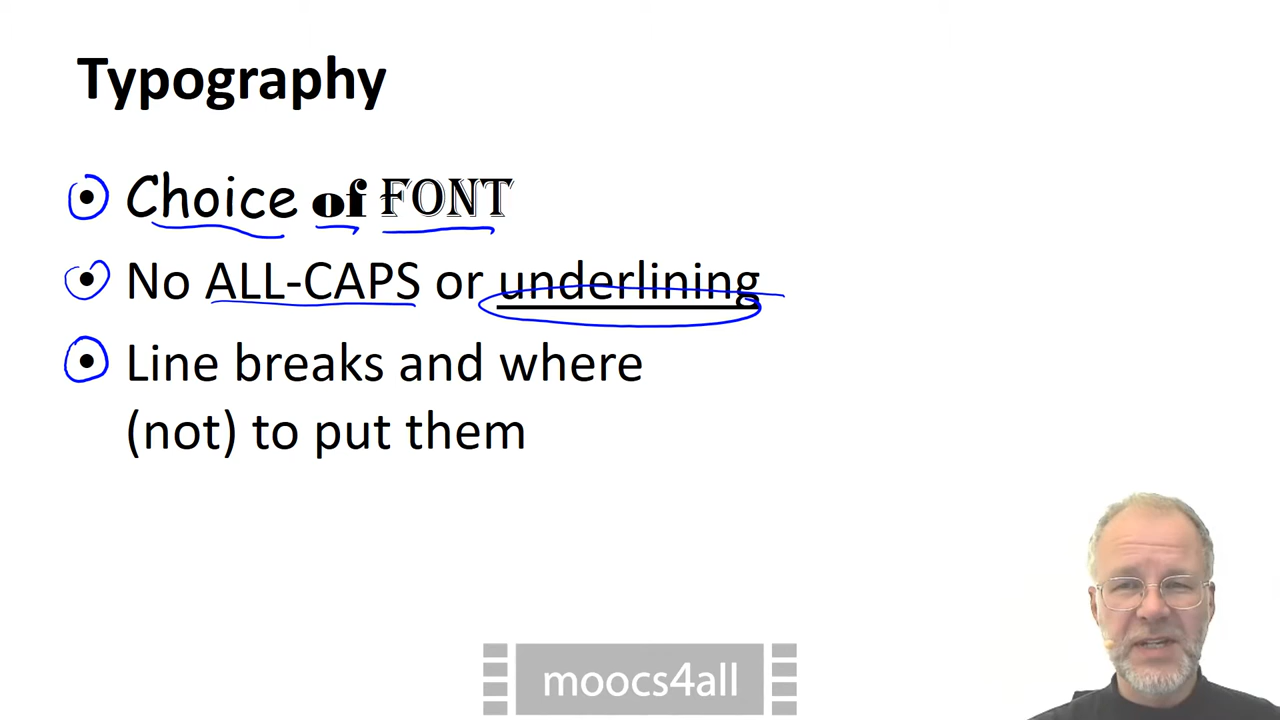 Typography
• Choice of FONT
• No ALL-CAPS or underlining
• Line breaks and where
(not) to put them
moocs4all